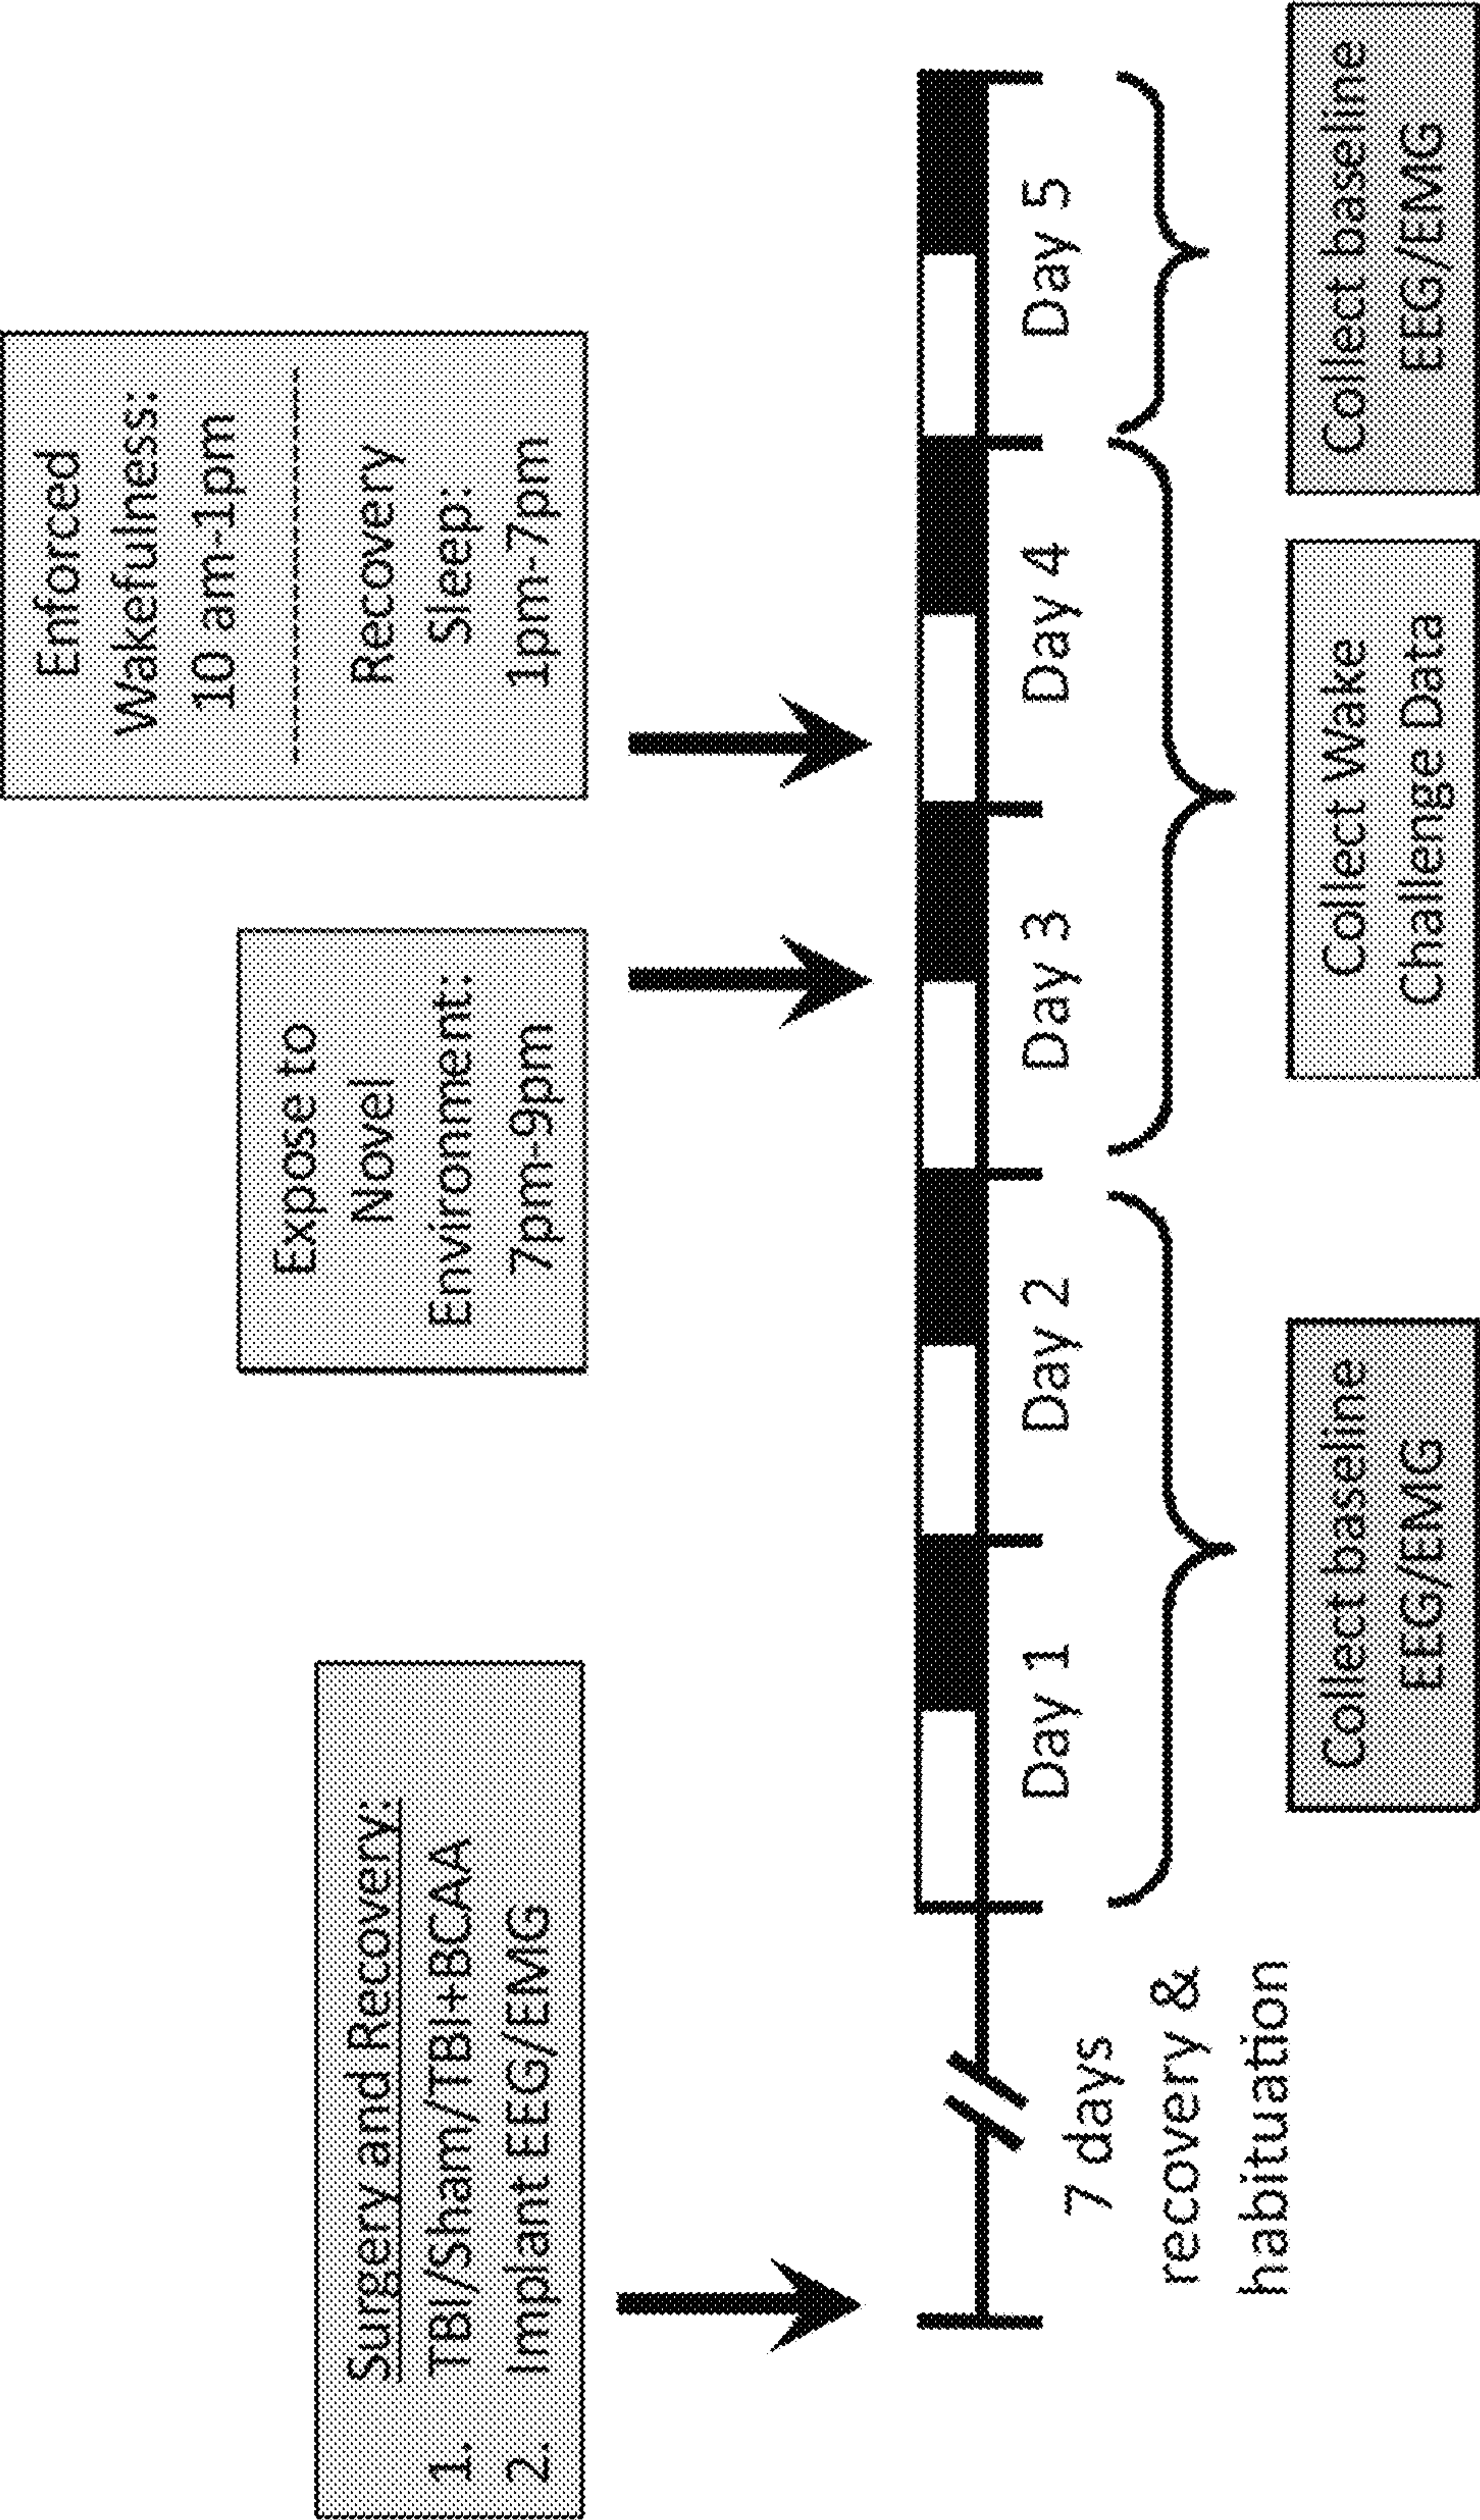 Surgery and Recovery:
1. TBI/Sham/TBI+BCAA
2. Implant EEG/EMG
Expose to
Novel
Environment:
7pm-9pm
Enforced
Wakefulness:
10 am-1pm
Recovery
Sleep:
1pm-7pm
7 days
recovery &
habituation
Day 1
Day 2
Day 3
Day 4
Day 5
Collect baseline
EEG/EMG
Collect Wake
Challenge Data
Collect baseline
EEG/EMG